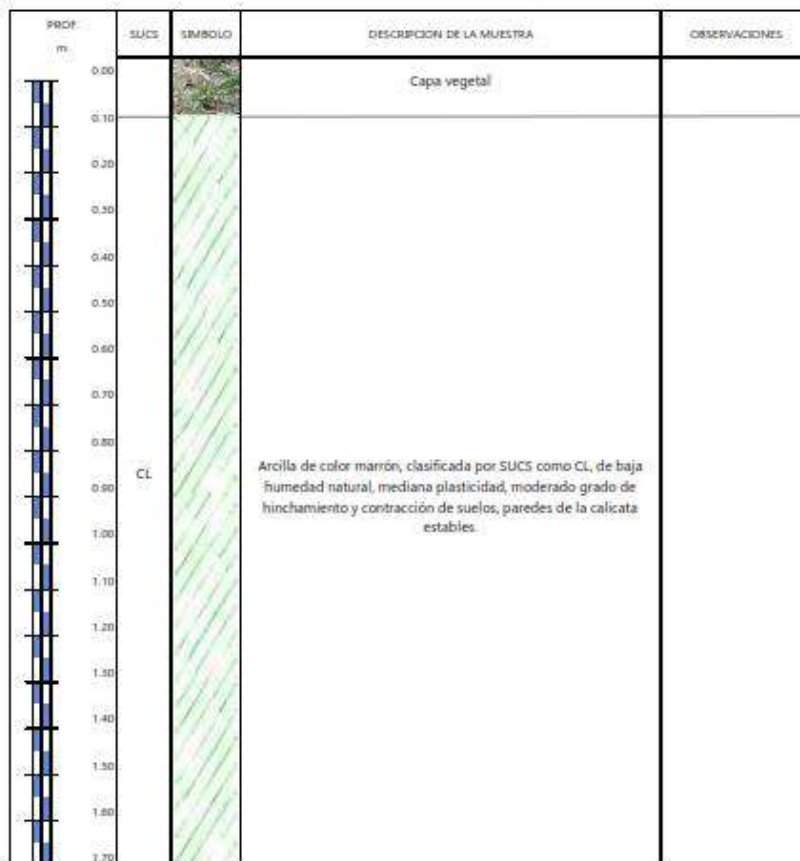 PROF.
m.
SUCS
SIMBOLO
DESCRIPCION DE LA MUESTRA
OBSERVACIONES
0.00
Capa vegetal
0.10
0.20
0.30
0.40
0.50
0.60
0.70
0.80
CL
Arcilla de color marrón, clasificada por SUCS como CL, de baja
humedad natural, mediana plasticidad, moderado grado de
hinchamiento y contracción de suelos, paredes de la calicata
estables.
0.90
1.00
1.10
1.20
1.30
1.40
1.50
1.60
1.70